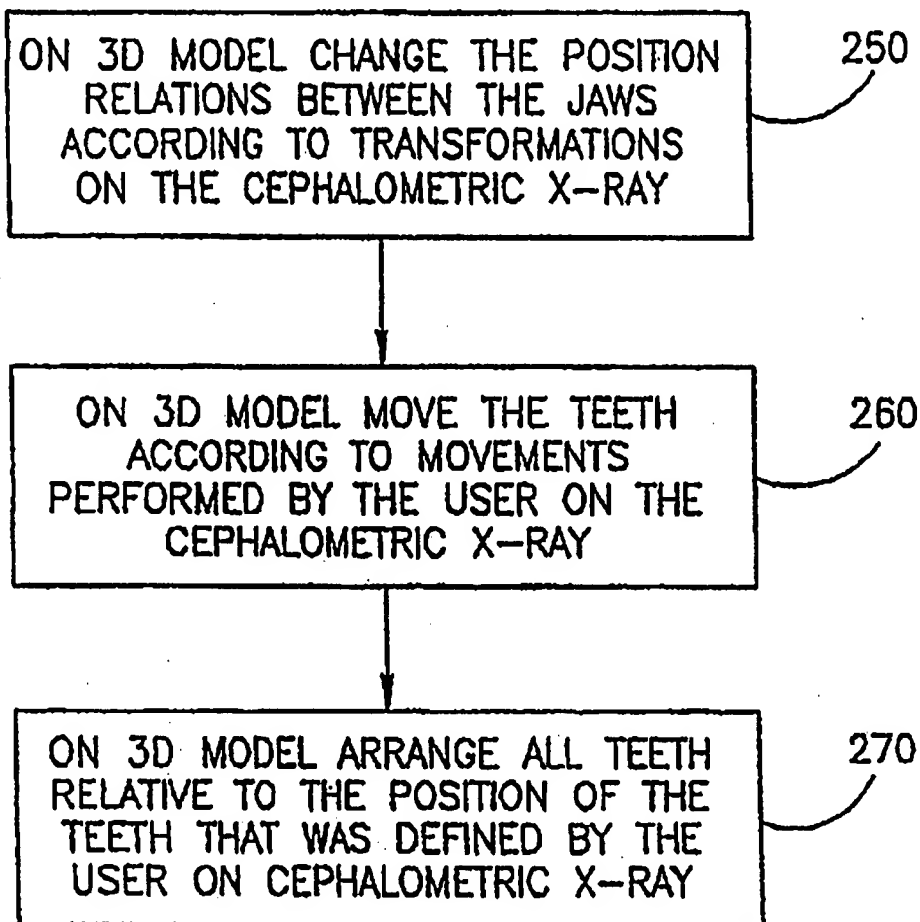 ON 3D MODEL CHANGE THE POSITION
RELATIONS BETWEEN THE JAWS
ACCORDING TO TRANSFORMATIONS
ON THE CEPHALOMETRIC X-RAY
250
ON 3D MODEL MOVE THE TEETH
ACCORDING TO MOVEMENTS
PERFORMED BY THE USER ON THE
CEPHALOMETRIC X-RAY
260
ON 3D MODEL ARRANGE ALL TEETH
RELATIVE TO THE POSITION OF THE
TEETH THAT WAS DEFINED BY THE
USER ON CEPHALOMETRIC X-RAY
270